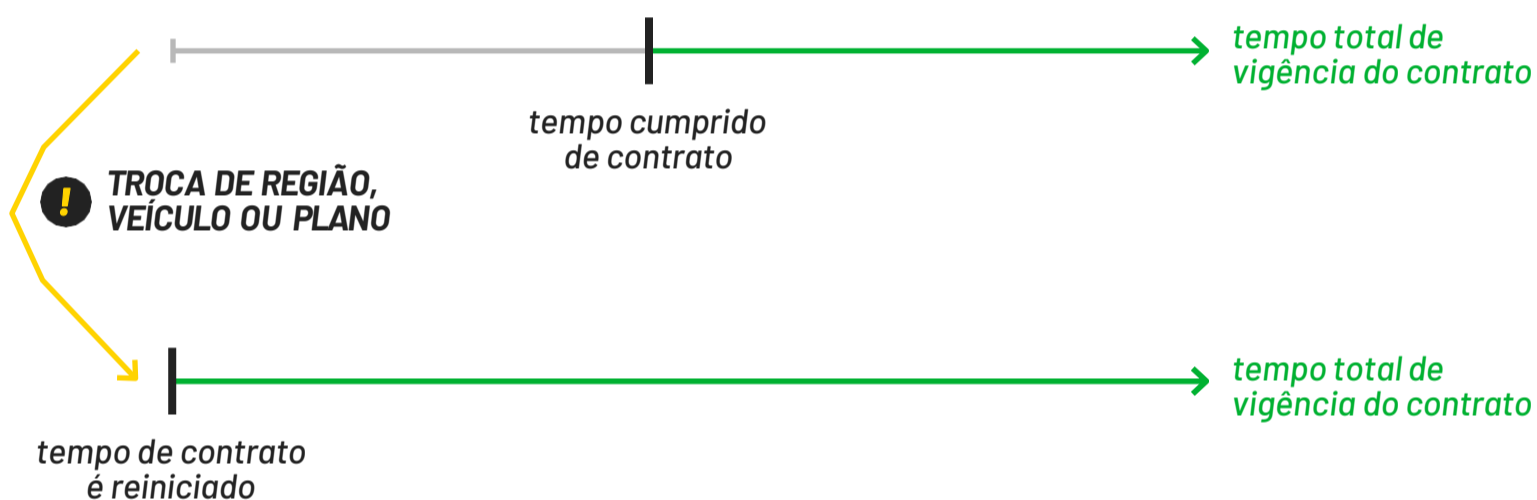 tempo total de
vigência do contrato
tempo cumprido
de contrato
!
TROCA DE REGIÃO,
VEÍCULO OU PLANO
tempo total de
vigência do contrato
tempo de contrato
é reiniciado